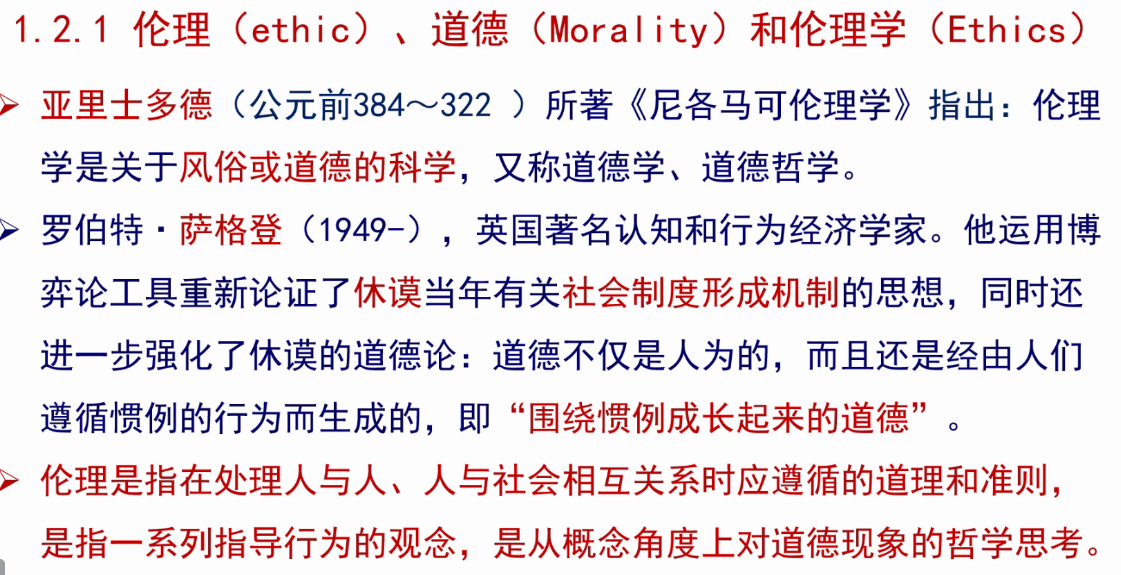 1.2.1 伦理（ethic）、道德（Morality）和伦理学（Ethics）
➢ 亚里士多德（公元前384～322 ）所著《尼各马可伦理学》指出：伦理
学是关于风俗或道德的科学，又称道德学、道德哲学。
➢ 罗伯特·萨格登（1949-），英国著名认知和行为经济学家。他运用博
弈论工具重新论证了休谟当年有关社会制度形成机制的思想，同时还
进一步强化了休谟的道德论：道德不仅是人为的，而且还是经由人们
遵循惯例的行为而生成的，即“围绕惯例成长起来的道德”。
➢ 伦理是指在处理人与人、人与社会相互关系时应遵循的道理和准则，
是指一系列指导行为的观念，是从概念角度上对道德现象的哲学思考。